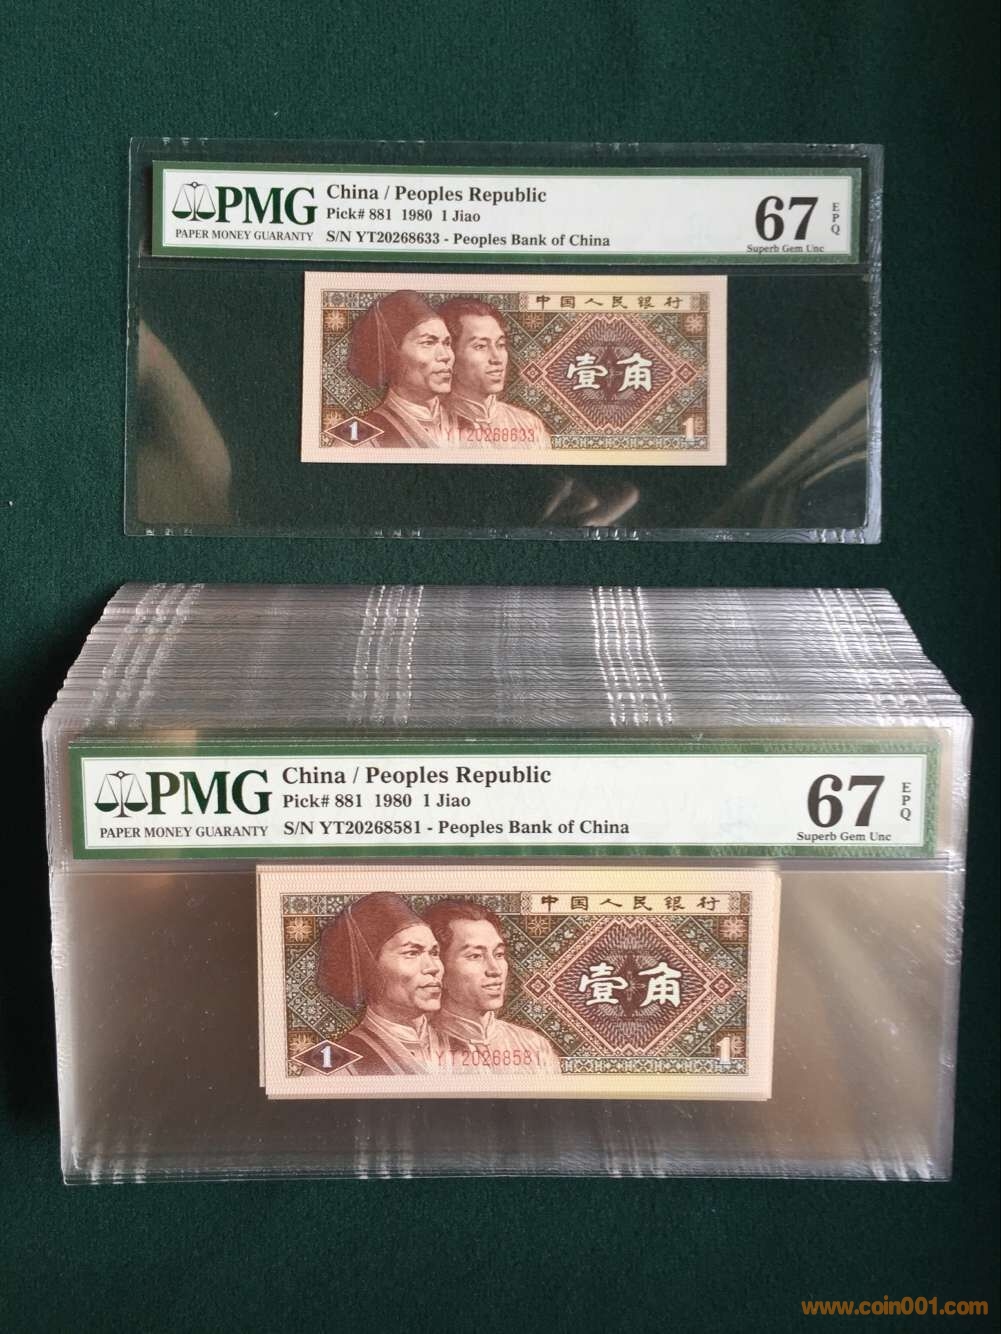 PMG
PAPER MONEY GUARANTY
China / Peoples Republic
Pick# 881 1980 1 Jiao
S/N YT20268633 - Peoples Bank of China
67
EPQ
Superb Gem Unc
中国人民银行
壹角
1
YT20268633
1
PMG
PAPER MONEY GUARANTY
China / Peoples Republic
Pick# 881 1980 1 Jiao
S/N YT20268581 - Peoples Bank of China
67
EPQ
Superb Gem Unc
中国人民银行
壹角
1
YT20268581
1
www.coin001.com